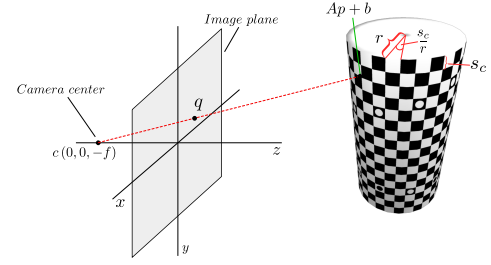 Ap + b
Image plane
r
s_c
r
s_c
Camera center
q
c (0, 0, −f)
z
x
y